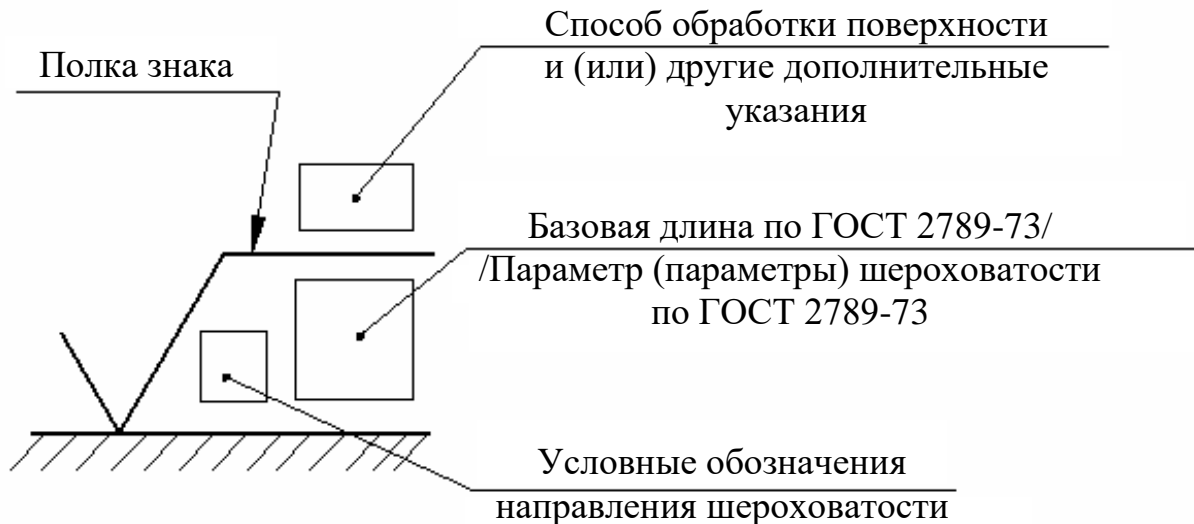 Способ обработки поверхности
и (или) другие дополнительные
указания
Полка знака
Базовая длина по ГОСТ 2789-73/
/Параметр (параметры) шероховатости
по ГОСТ 2789-73
Условные обозначения
направления шероховатости